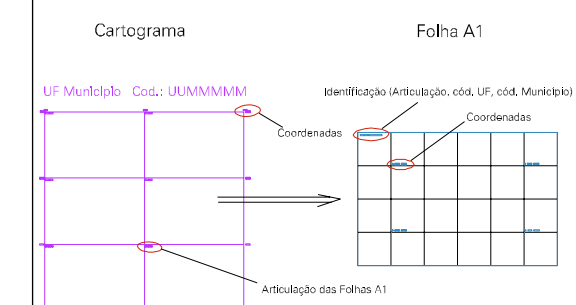 Cartograma
Folha A1
UF Município Cod.: UUMMMMM
Identificação (Articulação, cód. UF, cód. Município)
Coordenadas
Coordenadas
Articulação das Folhas A1